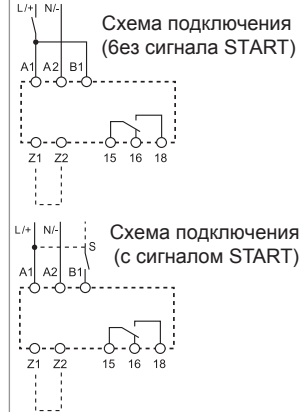 L/+ N/-
Схема подключения
(6ез сигнала START)
A1 A2 B1
Z1 Z2 15 16 18
L/+ N/-
Схема подключения
S
(с сигналом START)
A1 A2 B1
Z1 Z2 15 16 18